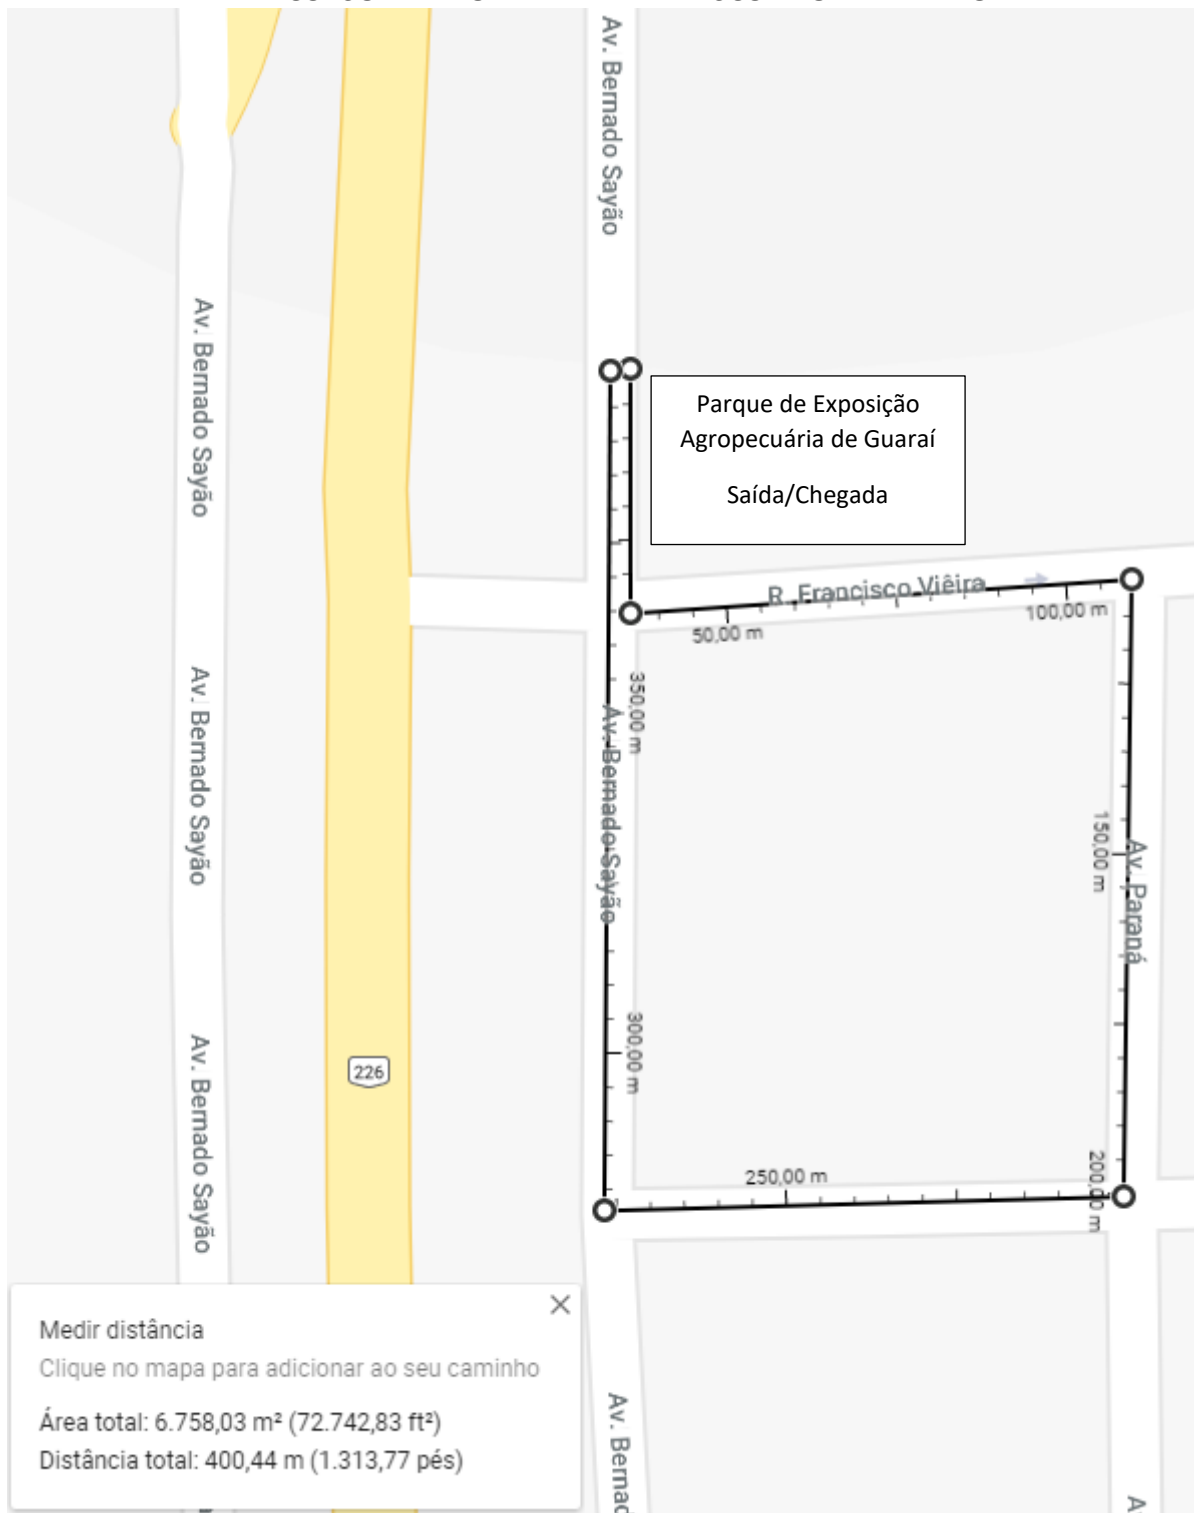 Av. Bernado Sayão
Av. Bernado Sayão
Parque de Exposição
Agropecuária de Guaraí
Saída/Chegada
R. Francisco Viêira
50,00 m
100,00 m
350,00 m
Av. Bernado Sayão
Av. Bernado Sayão
150,00 m
Av. Paraná
300,00 m
226
Av. Bernado Sayão
250,00 m
200,00 m
Medir distância
Clique no mapa para adicionar ao seu caminho
Área total: 6.758,03 m² (72.742,83 ft²)
Distância total: 400,44 m (1.313,77 pés)
Av. Bernad
Av